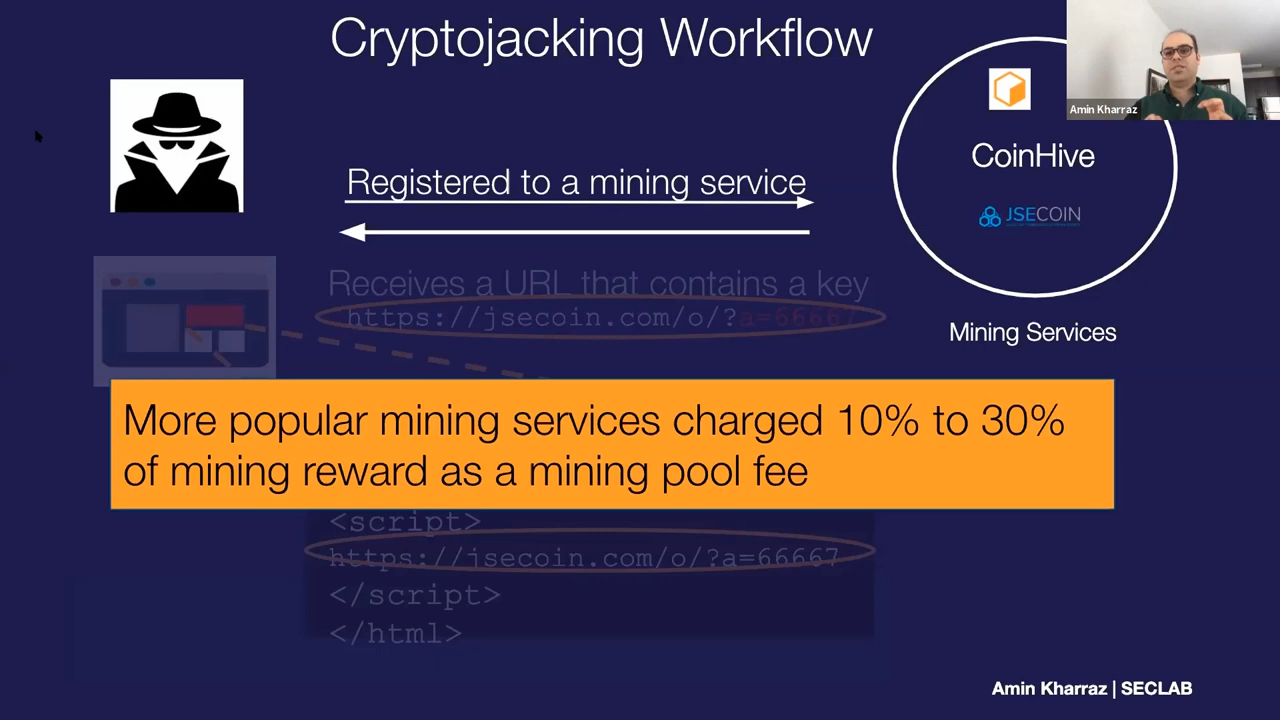 Cryptojacking Workflow
Amin Kharraz
CoinHive
Registered to a mining service
JSECOIN
Receives a URL that contains a key
https://jsecoin.com/o/?a=66667
Mining Services
More popular mining services charged 10% to 30%
of mining reward as a mining pool fee
<script>
https://jsecoin.com/o/?a=66667
</script>
</html>
Amin Kharraz | SECLAB